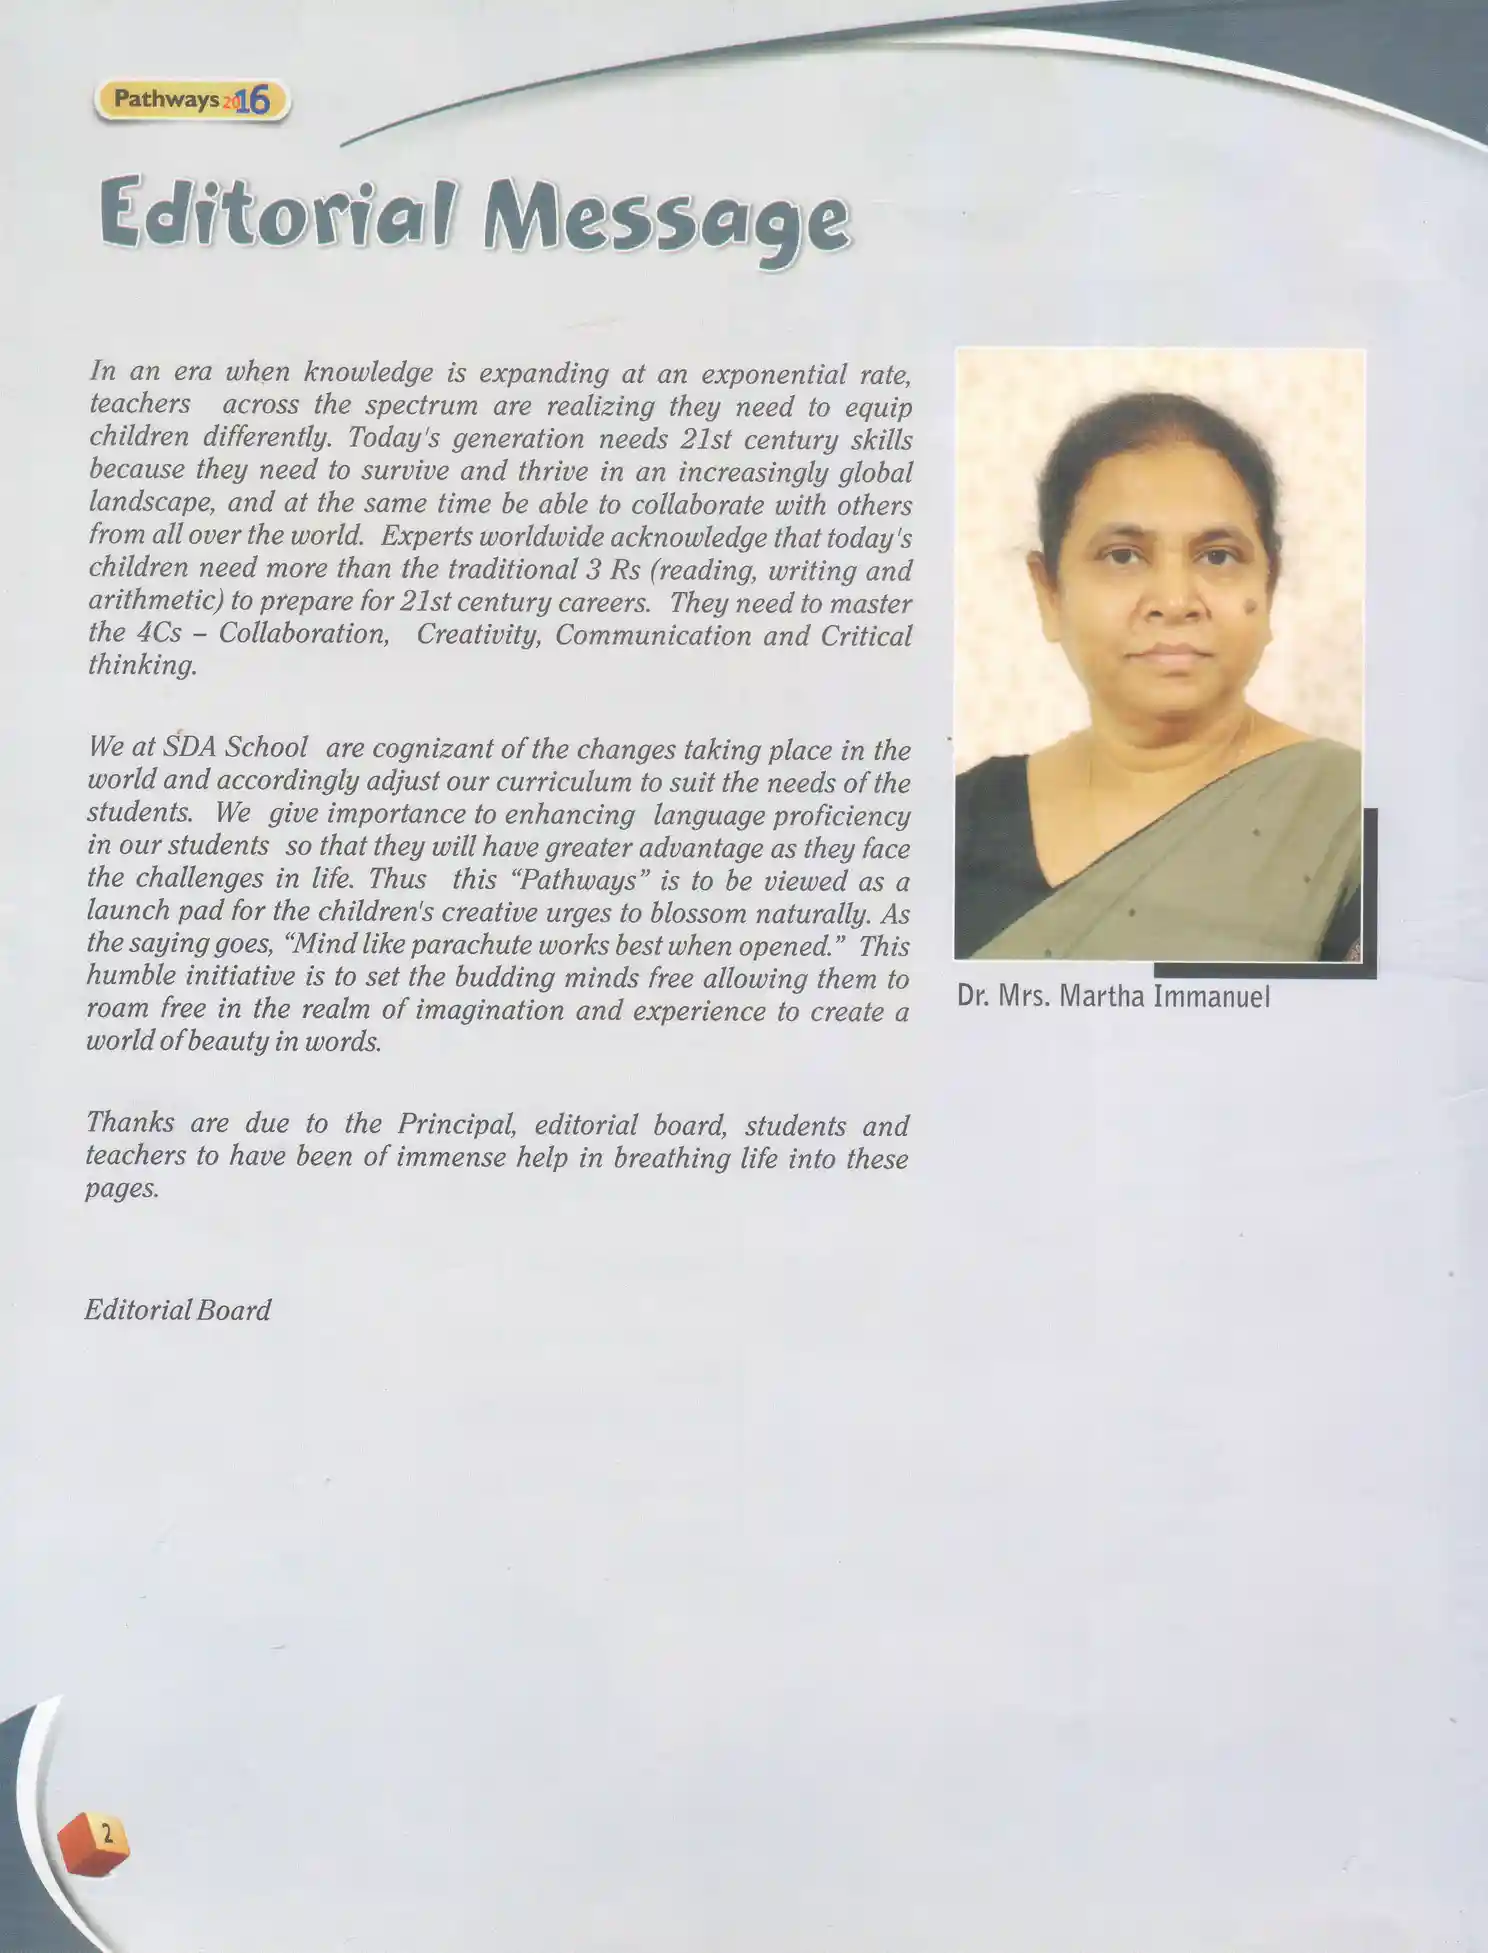 Pathways 2016
Editorial Message
In an era when knowledge is expanding at an exponential rate,
teachers across the spectrum are realizing they need to equip
children differently. Today's generation needs 21st century skills
because they need to survive and thrive in an increasingly global
landscape, and at the same time be able to collaborate with others
from all over the world. Experts worldwide acknowledge that today's
children need more than the traditional 3 Rs (reading, writing and
arithmetic) to prepare for 21st century careers. They need to master
the 4Cs – Collaboration, Creativity, Communication and Critical
thinking.
We at SDA School are cognizant of the changes taking place in the
world and accordingly adjust our curriculum to suit the needs of the
students. We give importance to enhancing language proficiency
in our students so that they will have greater advantage as they face
the challenges in life. Thus this “Pathways” is to be viewed as a
launch pad for the children's creative urges to blossom naturally. As
the saying goes, “Mind like parachute works best when opened.” This
humble initiative is to set the budding minds free allowing them to
roam free in the realm of imagination and experience to create a
world of beauty in words.
Thanks are due to the Principal, editorial board, students and
teachers to have been of immense help in breathing life into these
pages.
Editorial Board
Dr. Mrs. Martha Immanuel
2